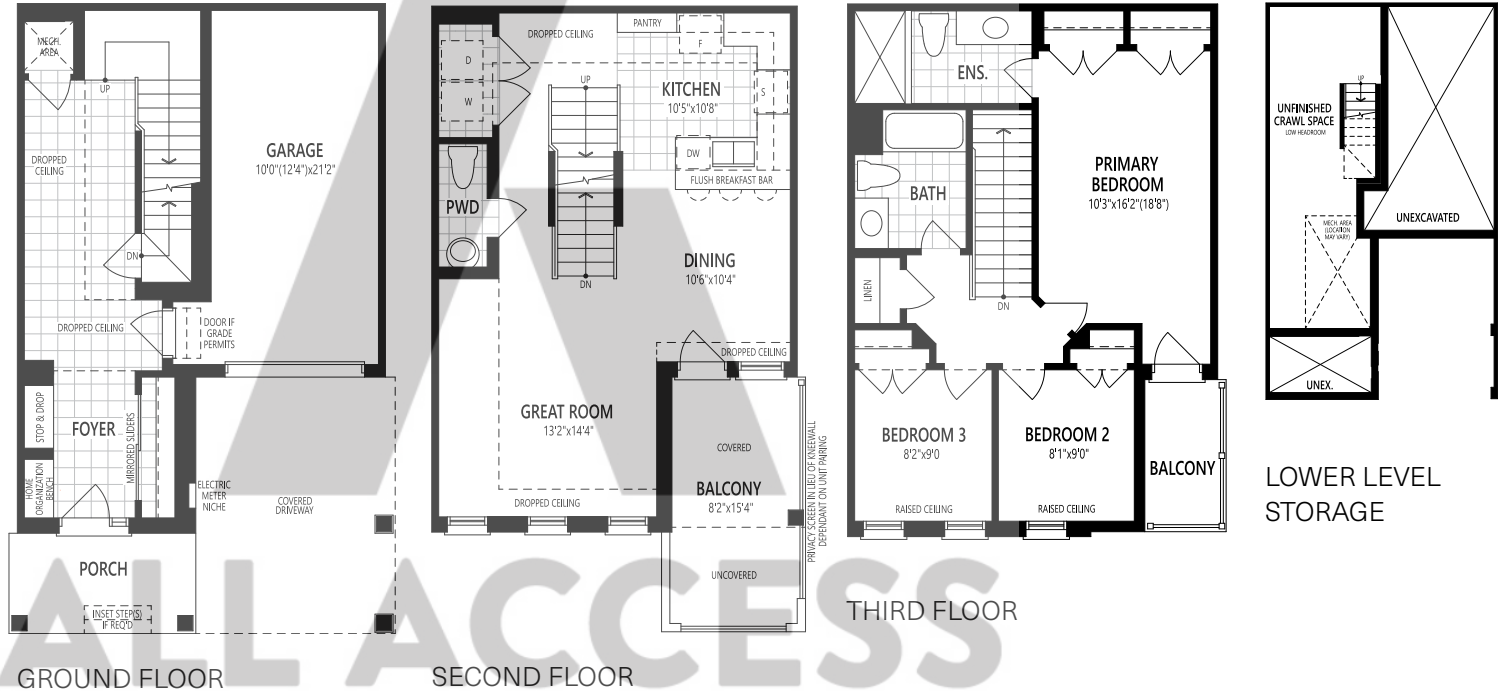 MECH.
AREA
UP
DROPPED
CEILING
GARAGE
10'0"(12'4")x21'2"
DN
DROPPED CEILING
DOOR IF
GRADE
PERMITS
STOP & DROP
FOYER
MIRRORED SLIDERS
HOME
ORGANIZATION
BENCH
ELECTRIC
METER
NICHE
COVERED
DRIVEWAY
PORCH
INSET STEP(S)
IF REQ'D
GROUND FLOOR
PANTRY
DROPPED CEILING
F
D
W
UP
KITCHEN
10'5"x10'8"
S
DW
FLUSH BREAKFAST BAR
PWD
DINING
10'6"x10'4"
DN
DROPPED CEILING
GREAT ROOM
13'2"x14'4"
DROPPED CEILING
COVERED
BALCONY
8'2"x15'4"
UNCOVERED
PRIVACY SCREEN IN LIEU OF KNEEWALL
DEPENDANT ON UNIT PAIRING
SECOND FLOOR
ENS.
BATH
PRIMARY
BEDROOM
10'3"x16'2"(18'8")
LINEN
DN
BEDROOM 3
8'2"x9'0
RAISED CEILING
BEDROOM 2
8'1"x9'0"
RAISED CEILING
BALCONY
THIRD FLOOR
UP
UNFINISHED
CRAWL SPACE
LOW HEADROOM
UNEXCAVATED
MECH. AREA
(LOCATION
MAY VARY)
UNEX.
LOWER LEVEL
STORAGE
ALL ACCESS